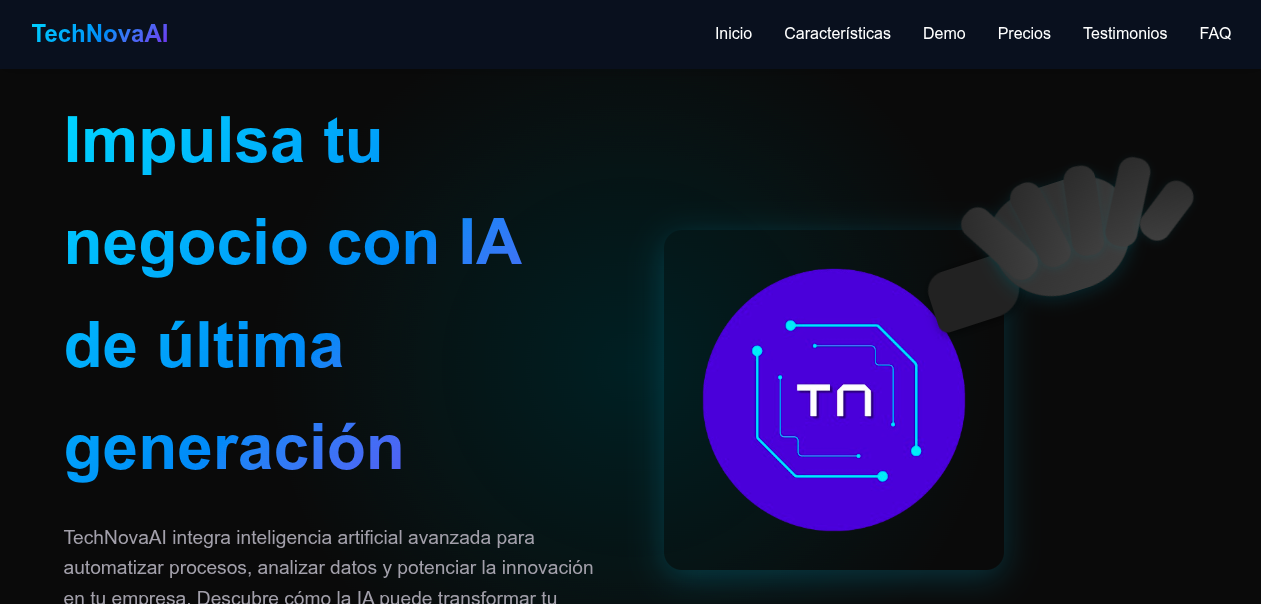 TechNovaAI
Inicio Características Demo Precios Testimonios FAQ
Impulsa tu
negocio con IA
de última
generación
TN
TechNovaAI integra inteligencia artificial avanzada para
automatizar procesos, analizar datos y potenciar la innovación
en tu empresa. Descubre cómo la IA puede transformar tu